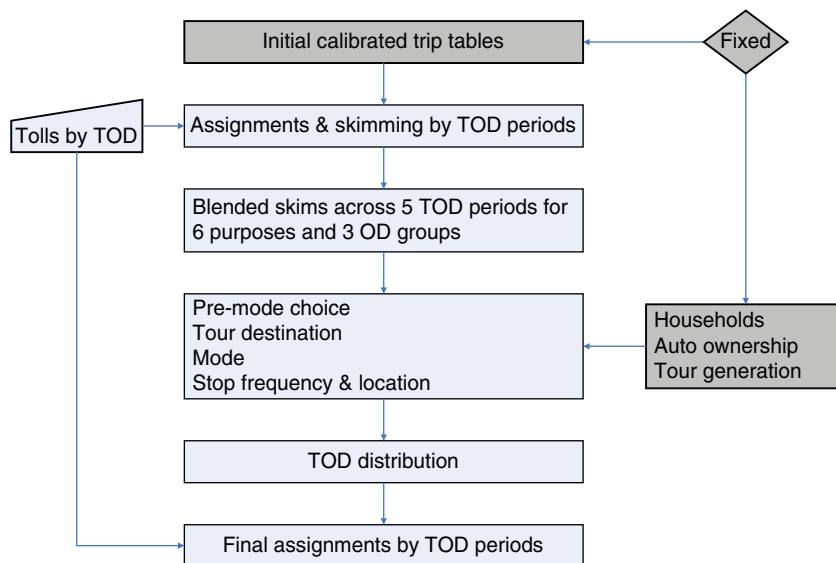 Initial calibrated trip tables
Fixed
Tolls by TOD
Assignments & skimming by TOD periods
Blended skims across 5 TOD periods for
6 purposes and 3 OD groups
Pre-mode choice
Tour destination
Mode
Stop frequency & location
Households
Auto ownership
Tour generation
TOD distribution
Final assignments by TOD periods